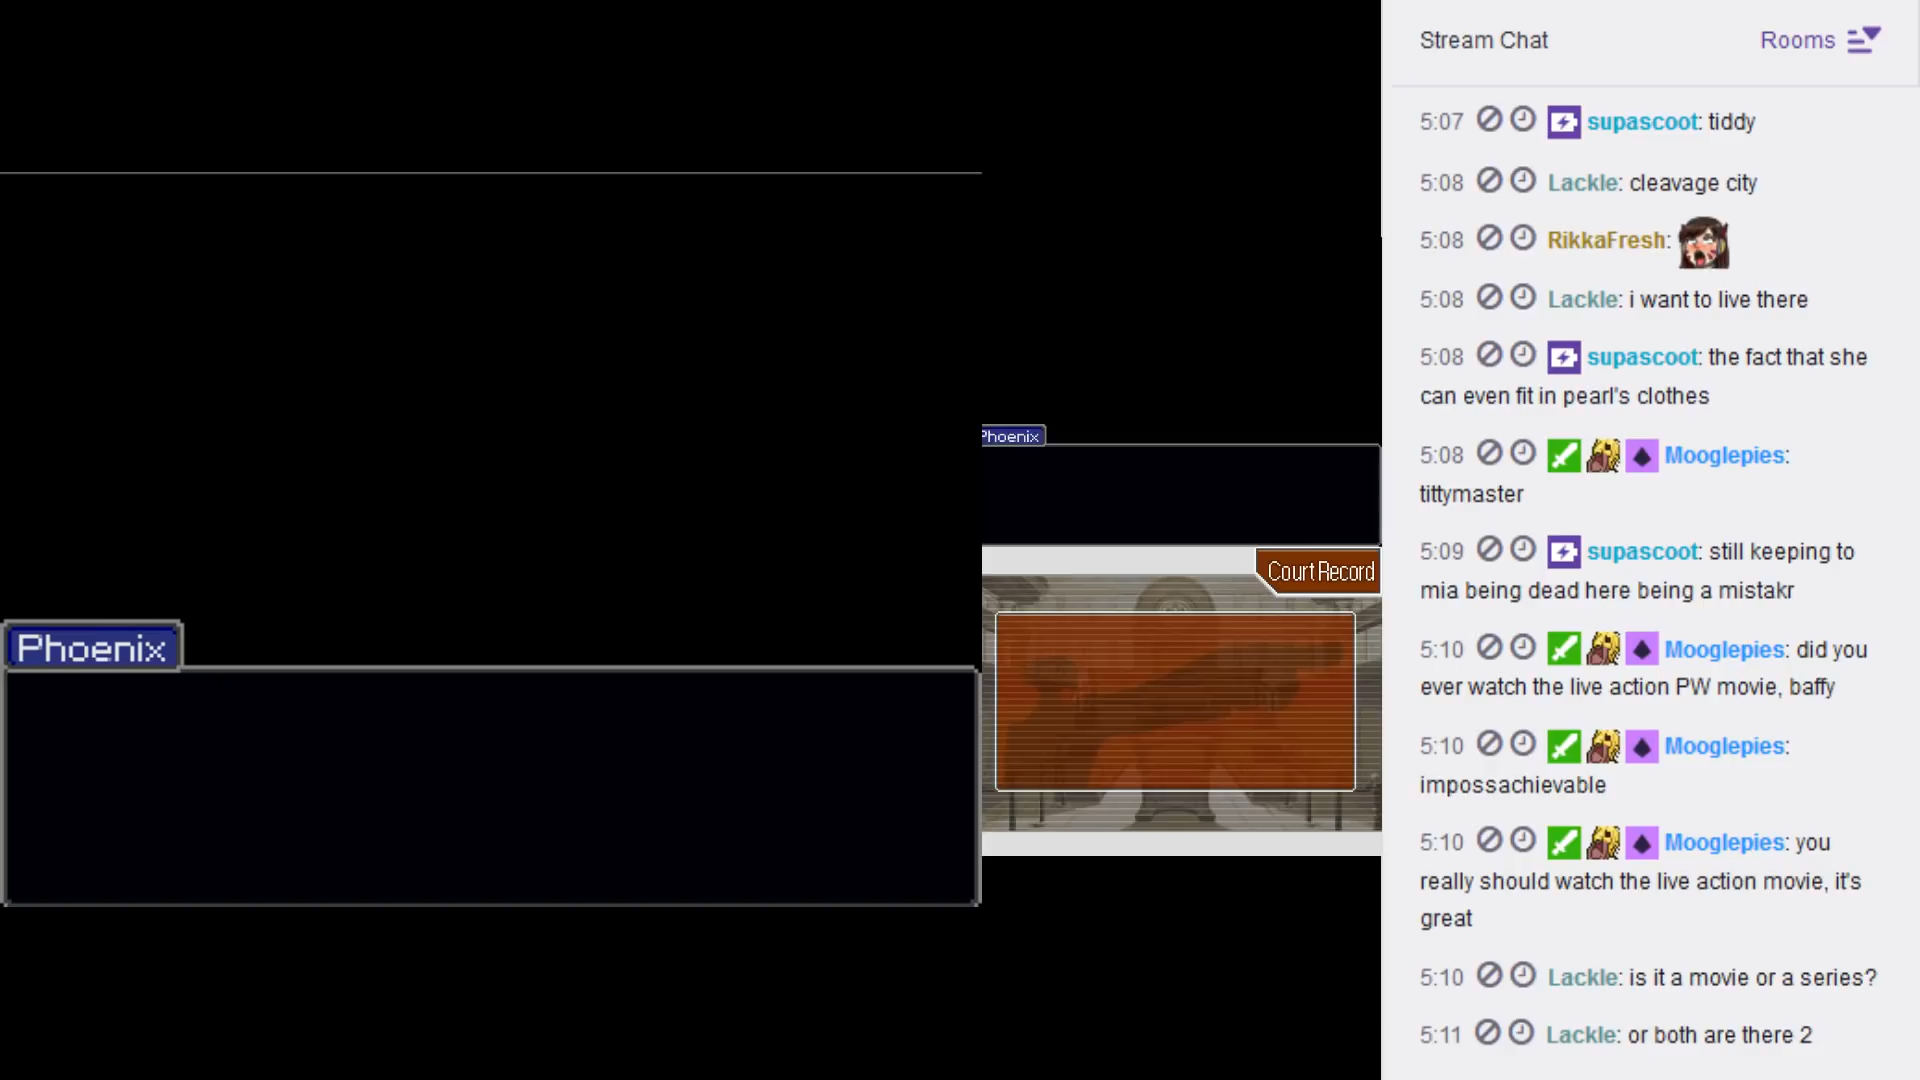 Stream Chat
Rooms
5:07 supascoot: tiddy
5:08 Lackle: cleavage city
5:08 RikkaFresh:
5:08 Lackle: i want to live there
5:08 supascoot: the fact that she
can even fit in pearl's clothes
5:08 Mooglepies:
tittymaster
5:09 supascoot: still keeping to
mia being dead here being a mistakr
5:10 Mooglepies: did you
ever watch the live action PW movie, baffy
5:10 Mooglepies:
impossachievable
5:10 Mooglepies: you
really should watch the live action movie, it's
great
5:10 Lackle: is it a movie or a series?
5:11 Lackle: or both are there 2
Phoenix
Court Record
Phoenix